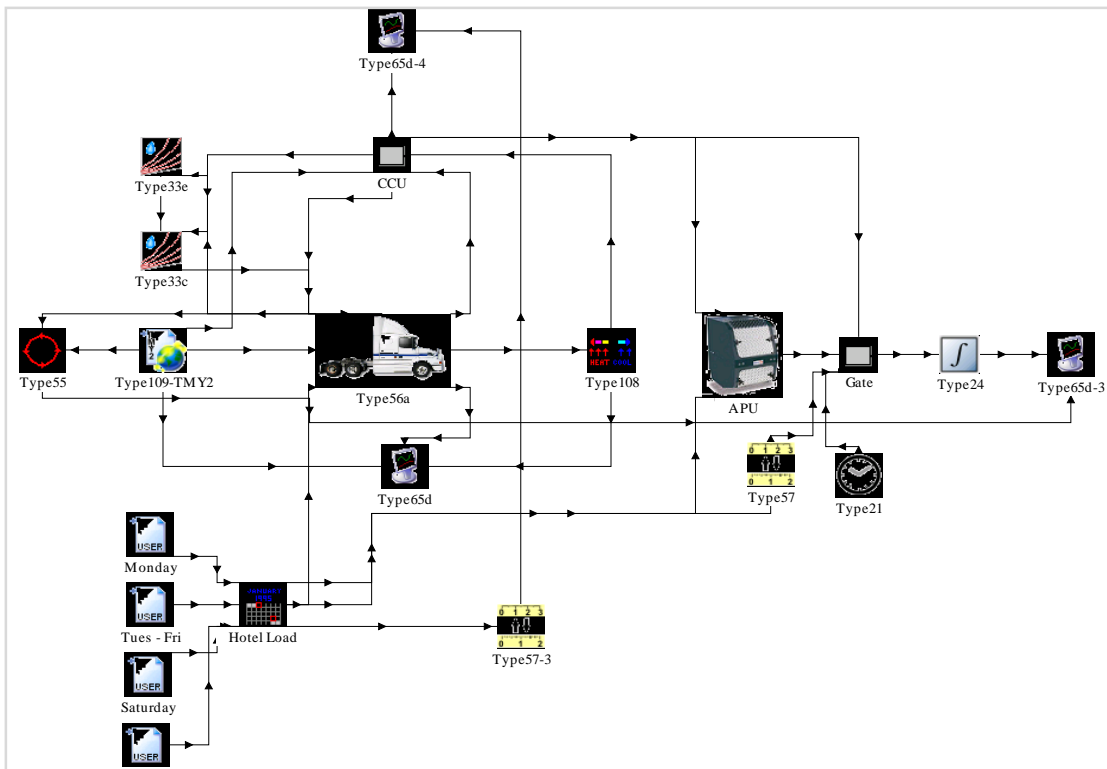 Type65d-4
Type33e
CCU
Type33c
Type55
Type109-TMY2
Type56a
HEAT COOL
Type108
APU
Gate
Type24
Type65d-3
Type65d
0 1 2 3
0 1 2
Type57
Type21
USER
Monday
USER
Tues - Fri
Hotel Load
0 1 2 3
0 1 2
Type57-3
USER
Saturday
USER